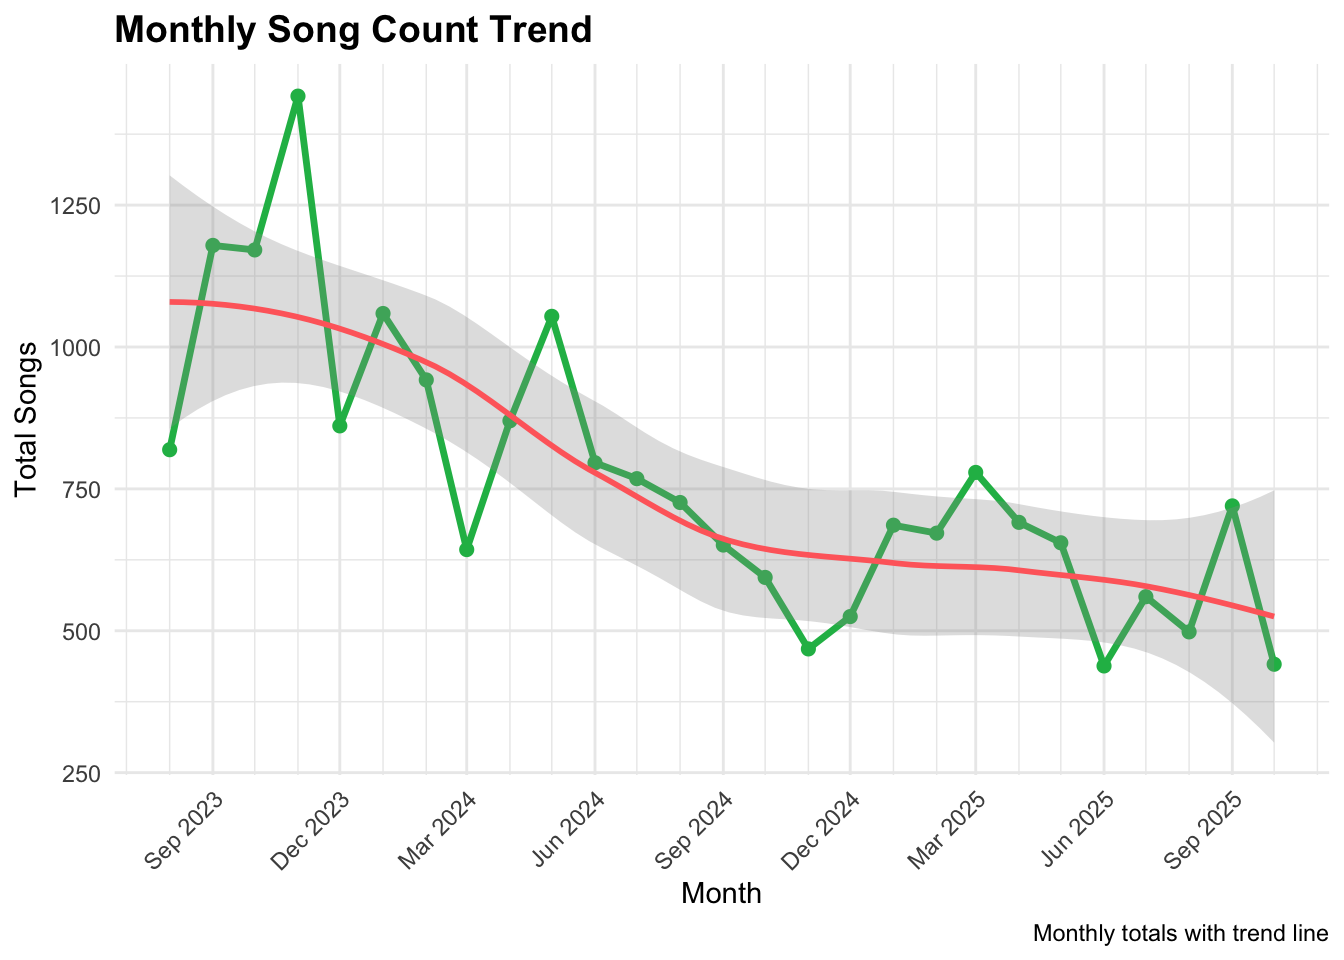 Monthly Song Count Trend
Total Songs
1250
1000
750
500
250
Sep 2023
Dec 2023
Mar 2024
Jun 2024
Sep 2024
Dec 2024
Mar 2025
Jun 2025
Sep 2025
Month
Monthly totals with trend line